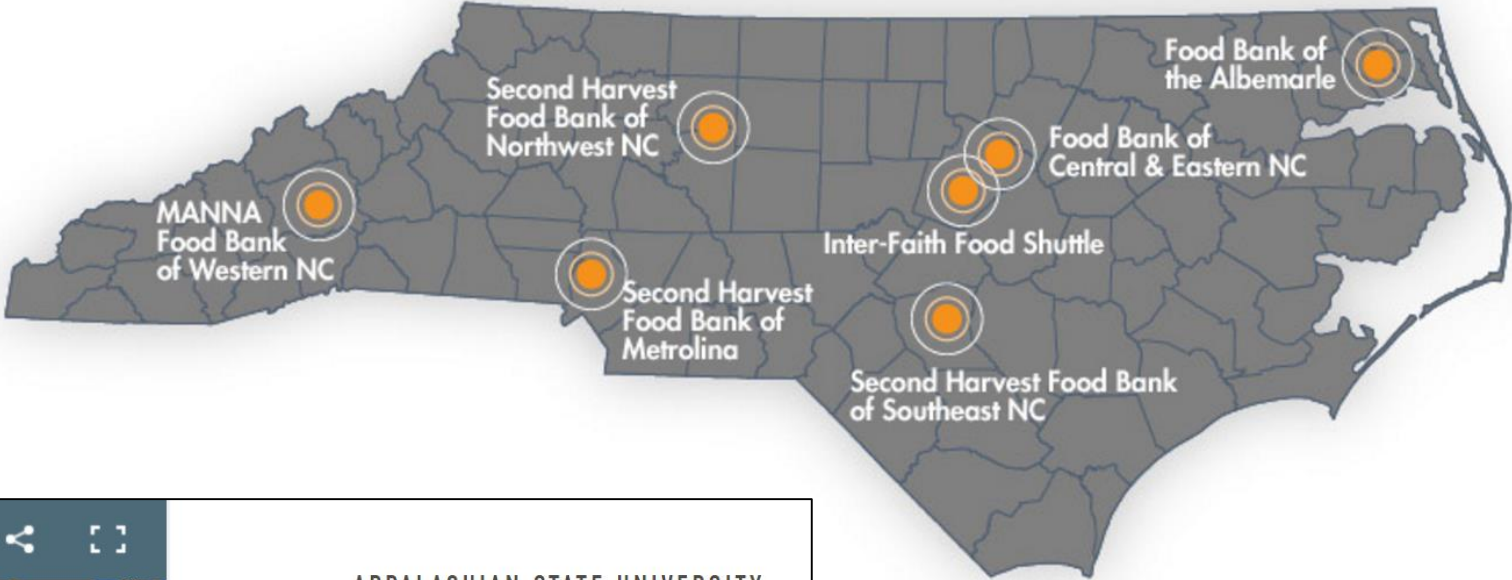 Food Bank of
the Albemarle
Second Harvest
Food Bank of
Northwest NC
Food Bank of
Central & Eastern NC
MANNA
Food Bank
of Western NC
Inter-Faith Food Shuttle
Second Harvest
Food Bank of
Metrolina
Second Harvest Food Bank
of Southeast NC
APPALACHIAN STATE UNIVERSITY